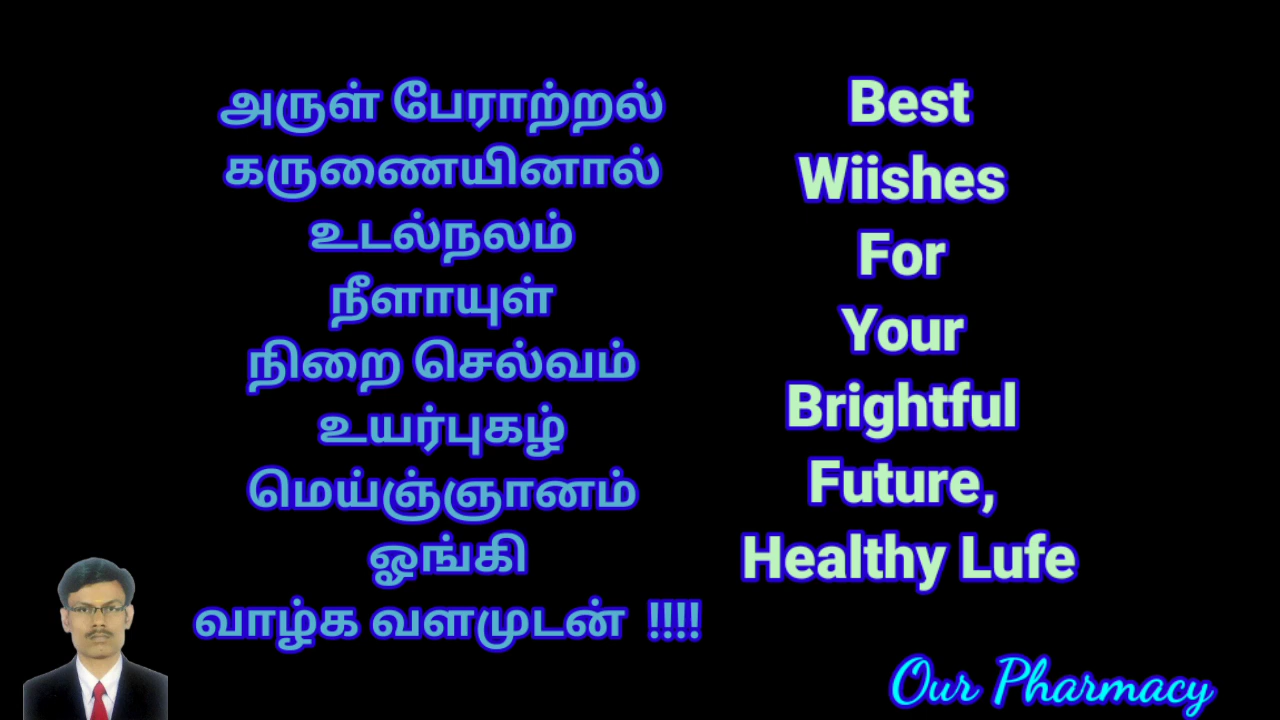 அருள் பேராற்றல்
கருணையினால்
உடல்நலம்
நீளாயுள்
நிறை செல்வம்
உயர்புகழ்
மெய்ஞ்ஞானம்
ஓங்கி
வாழ்க வளமுடன் !!!!
Best
Wiishes
For
Your
Brightful
Future,
Healthy Lufe
Our Pharmacy